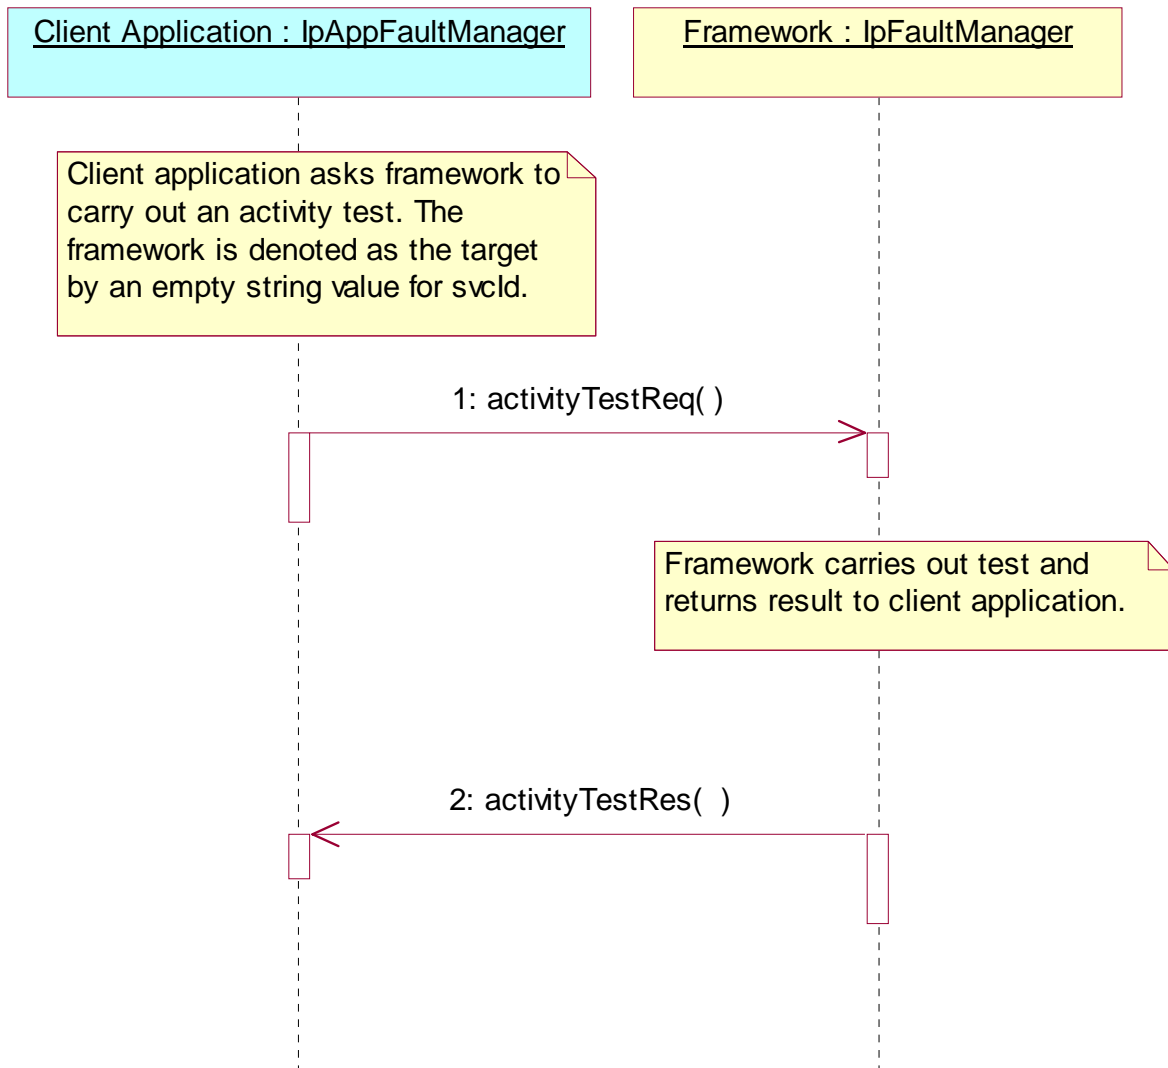 Client Application : IpAppFaultManager
Framework : IpFaultManager
Client application asks framework to
carry out an activity test. The
framework is denoted as the target
by an empty string value for svcId.
1: activityTestReq( )
Framework carries out test and
returns result to client application.
2: activityTestRes(  )